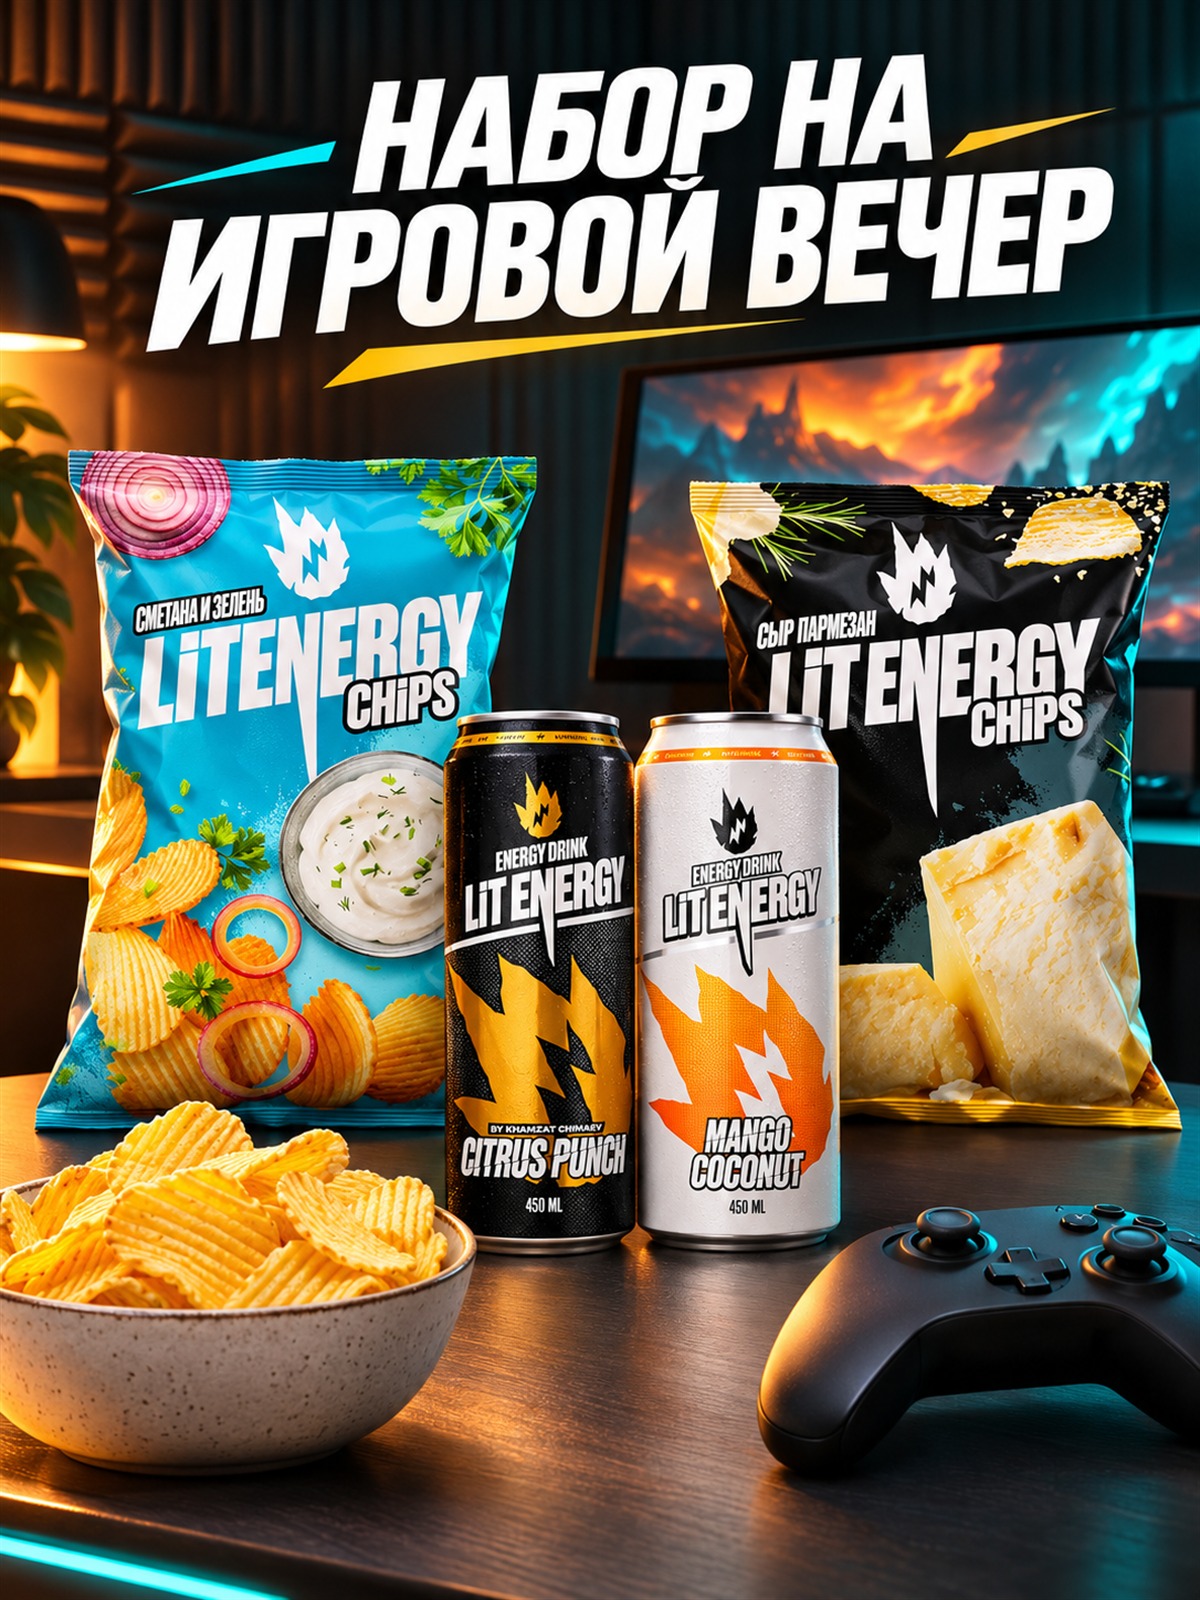 НАБОР НА
ИГРОВОЙ ВЕЧЕР
СМЕТАНА И ЗЕЛЕНЬ
LiTENERGY
CHiPS
СЫР ПАРМЕЗАН
LiT ENERGY
CHiPS
ENERGY DRINK
LiT ENERGY
BY KHAMZAT CHIMAEV
CITRUS PUNCH
450 ML
ENERGY DRINK
LiT ENERGY
MANGO
COCONUT
450 ML